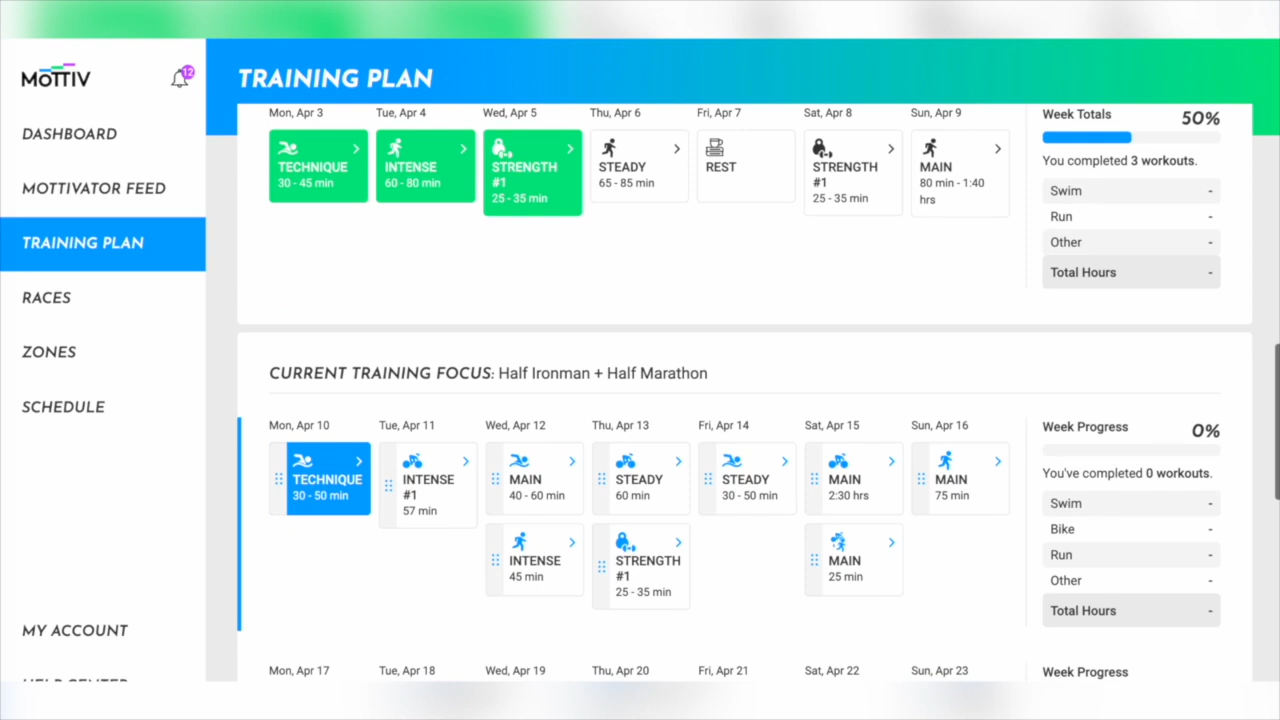 MōTTIV
12
DASHBOARD
MOTTIVATOR FEED
TRAINING PLAN
RACES
ZONES
SCHEDULE
MY ACCOUNT
HELP CENTER
TRAINING PLAN
Mon, Apr 3
TECHNIQUE
30 - 45 min
Tue, Apr 4
INTENSE
60 - 80 min
Wed, Apr 5
STRENGTH
#1
25 - 35 min
Thu, Apr 6
STEADY
65 - 85 min
Fri, Apr 7
REST
Sat, Apr 8
STRENGTH
#1
25 - 35 min
Sun, Apr 9
MAIN
80 min - 1:40
hrs
Week Totals 50%
You completed 3 workouts.
Swim -
Run -
Other -
Total Hours -
CURRENT TRAINING FOCUS: Half Ironman + Half Marathon
Mon, Apr 10
TECHNIQUE
30 - 50 min
Tue, Apr 11
INTENSE
#1
57 min
Wed, Apr 12
MAIN
40 - 60 min
INTENSE
45 min
Thu, Apr 13
STEADY
60 min
STRENGTH
#1
25 - 35 min
Fri, Apr 14
STEADY
30 - 50 min
Sat, Apr 15
MAIN
2:30 hrs
MAIN
25 min
Sun, Apr 16
MAIN
75 min
Week Progress 0%
You've completed 0 workouts.
Swim -
Bike -
Run -
Other -
Total Hours -
Mon, Apr 17
Tue, Apr 18
Wed, Apr 19
Thu, Apr 20
Fri, Apr 21
Sat, Apr 22
Sun, Apr 23
Week Progress